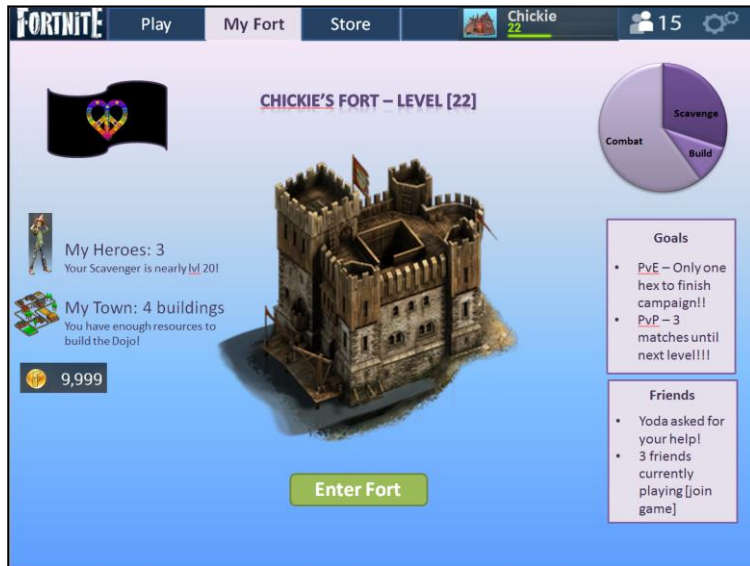 FORTNITE
Play
My Fort
Store
Chickie
22
15
CHICKIE'S FORT – LEVEL [22]
Scavenge
Combat
Build
My Heroes: 3
Your Scavenger is nearly lvl 20!
My Town: 4 buildings
You have enough resources to
build the Dojo!
9,999
Goals
• PvE – Only one
hex to finish
campaign!!
• PvP – 3
matches until
next level!!!
Friends
• Yoda asked for
your help!
• 3 friends
currently
playing [join
game]
Enter Fort